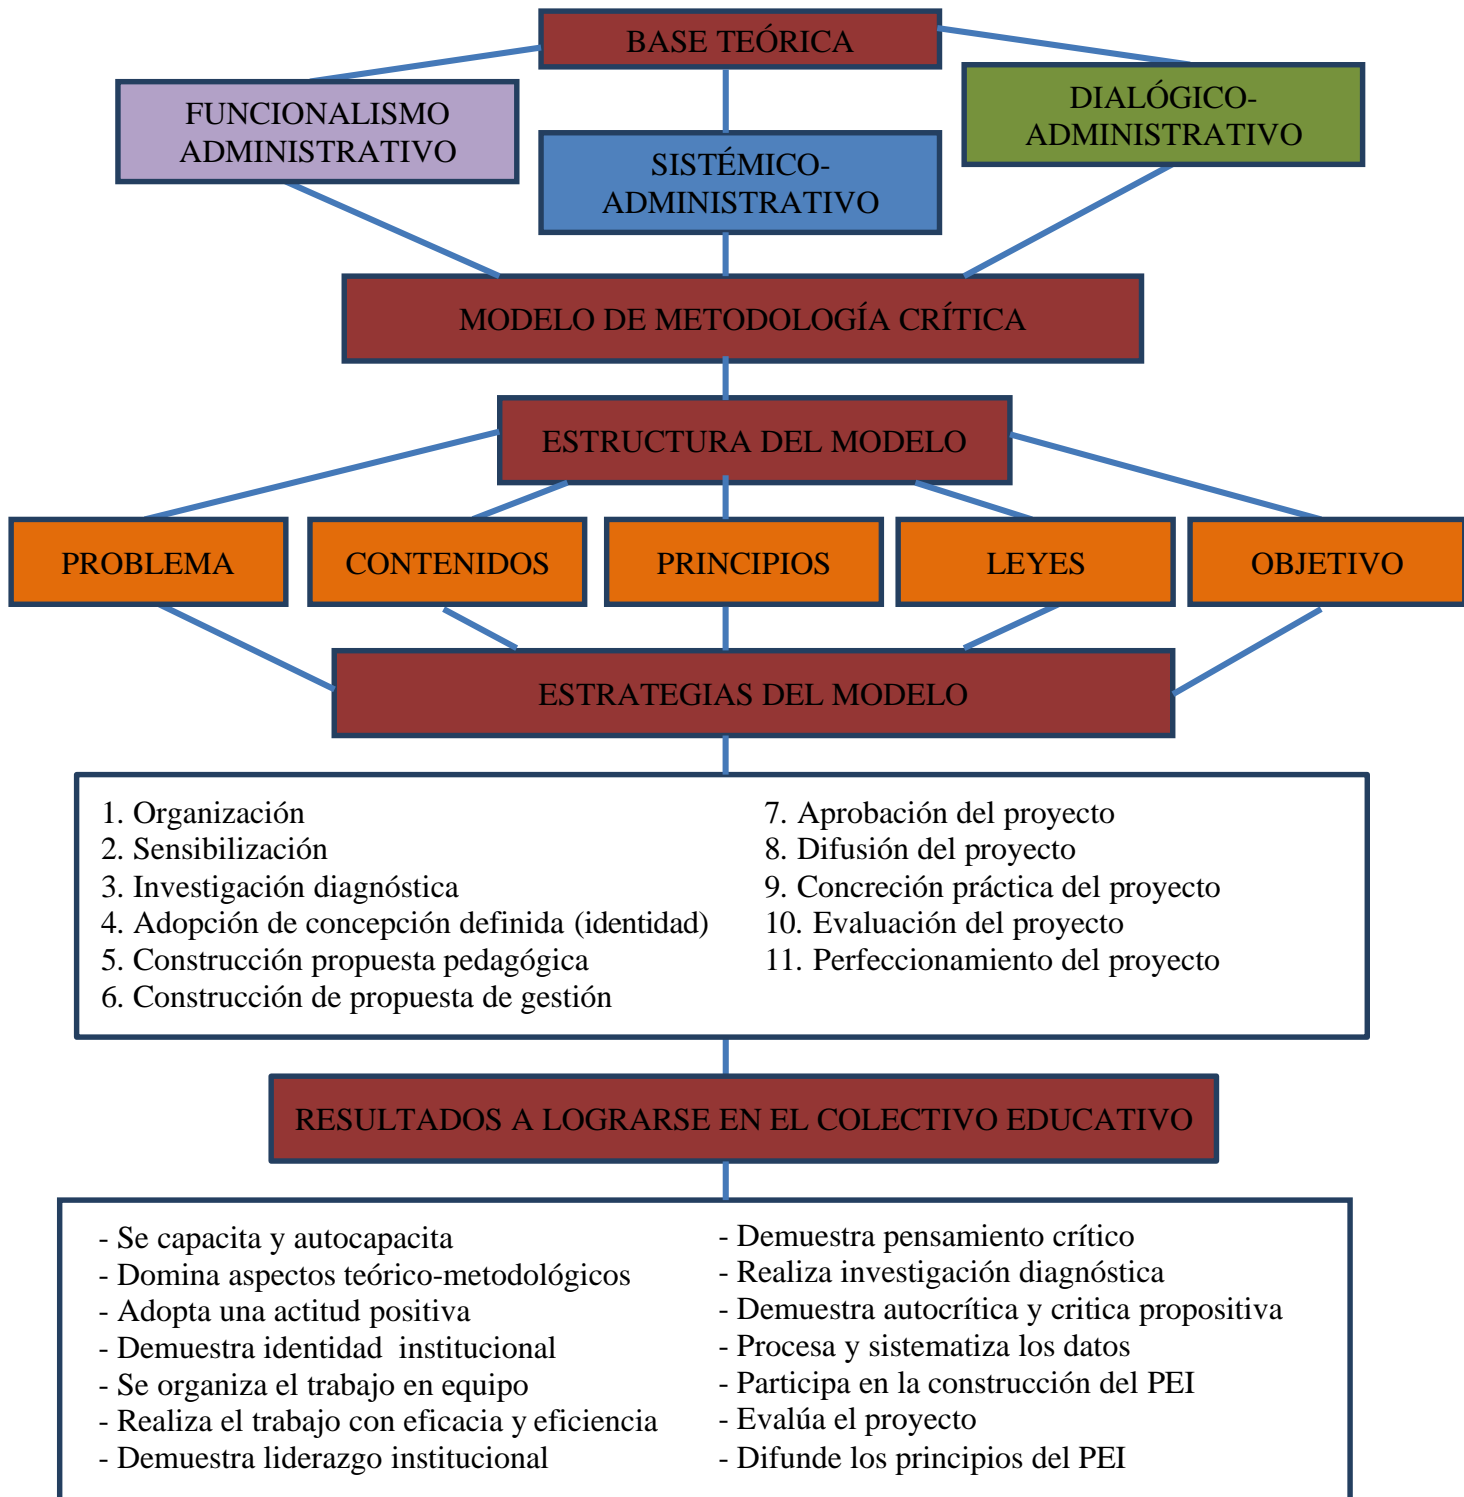 BASE TEÓRICA
FUNCIONALISMO
ADMINISTRATIVO
SISTÉMICO-
ADMINISTRATIVO
DIALÓGICO-
ADMINISTRATIVO
MODELO DE METODOLOGÍA CRÍTICA
ESTRUCTURA DEL MODELO
PROBLEMA
CONTENIDOS
PRINCIPIOS
LEYES
OBJETIVO
ESTRATEGIAS DEL MODELO
1. Organización
2. Sensibilización
3. Investigación diagnóstica
4. Adopción de concepción definida (identidad)
5. Construcción propuesta pedagógica
6. Construcción de propuesta de gestión
7. Aprobación del proyecto
8. Difusión del proyecto
9. Concreción práctica del proyecto
10. Evaluación del proyecto
11. Perfeccionamiento del proyecto
RESULTADOS A LOGRARSE EN EL COLECTIVO EDUCATIVO
- Se capacita y autocapacita
- Domina aspectos teórico-metodológicos
- Adopta una actitud positiva
- Demuestra identidad institucional
- Se organiza el trabajo en equipo
- Realiza el trabajo con eficacia y eficiencia
- Demuestra liderazgo institucional
- Demuestra pensamiento crítico
- Realiza investigación diagnóstica
- Demuestra autocrítica y critica propositiva
- Procesa y sistematiza los datos
- Participa en la construcción del PEI
- Evalúa el proyecto
- Difunde los principios del PEI